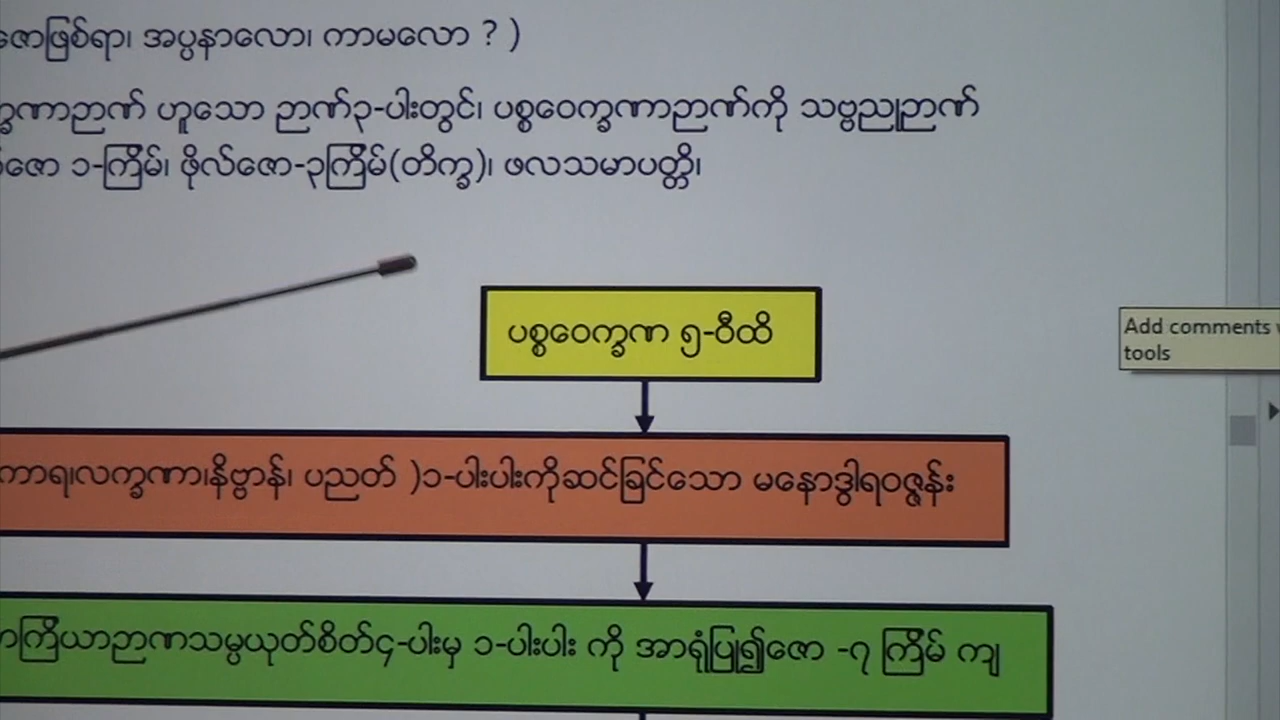 ဇောဖြစ်ရာ၊ အပ္ပနာလော၊ ကာမလော ? )
က္ခဏာဉာဏ် ဟူသော ဉာဏ်၃-ပါးတွင်၊ ပစ္စဝေက္ခဏာဉာဏ်ကို သဗ္ဗညုဉာဏ်
ဇော ၁-ကြိမ်၊ ဖိုလ်ဇော-၃ကြိမ်(တိက္ခ)၊ ဖလသမာပတ္တိ၊
ပစ္စဝေက္ခဏ ၅-ဝီထိ
Add comments
tools
ကာရ၊လက္ခဏာ၊နိဗ္ဗာန်၊ ပညတ် )၁-ပါးပါးကိုဆင်ခြင်သော မနောဒွါရဝဇ္ဇန်း
ကြိယာဉာဏသမ္ပယုတ်စိတ်၄-ပါးမှ ၁-ပါးပါး ကို အာရုံပြု၍ဇော -၇ ကြိမ် ကျ